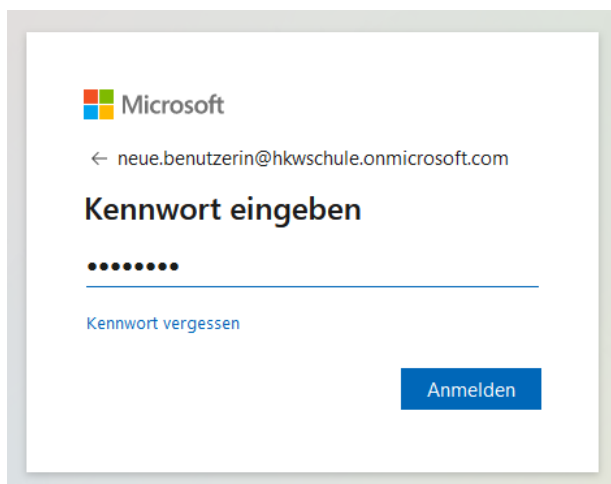 Microsoft
← neue.benutzerin@hkwschule.onmicrosoft.com
Kennwort eingeben
••••••••
Kennwort vergessen
Anmelden